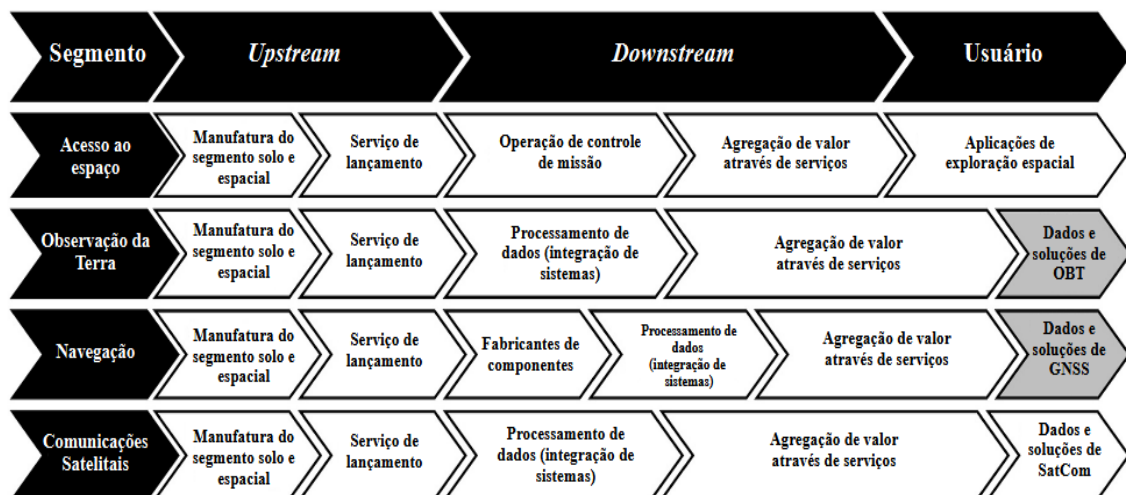 Segmento
Upstream
Downstream
Usuário
Acesso ao
espaço
Manufatura do
segmento solo e
espacial
Serviço de
lançamento
Operação de controle
de missão
Agregação de valor
através de serviços
Aplicações de
exploração espacial
Observação da
Terra
Manufatura do
segmento solo e
espacial
Serviço de
lançamento
Processamento de
dados (integração de
sistemas)
Agregação de valor
através de serviços
Dados e
soluções de
OBT
Navegação
Manufatura do
segmento solo e
espacial
Serviço de
lançamento
Fabricantes de
componentes
Processamento de
dados
(integração de
sistemas)
Agregação de valor
através de serviços
Dados e
soluções de
GNSS
Comunicações
Satelitais
Manufatura do
segmento solo e
espacial
Serviço de
lançamento
Processamento de
dados (integração de
sistemas)
Agregação de valor
através de serviços
Dados e
soluções de
SatCom